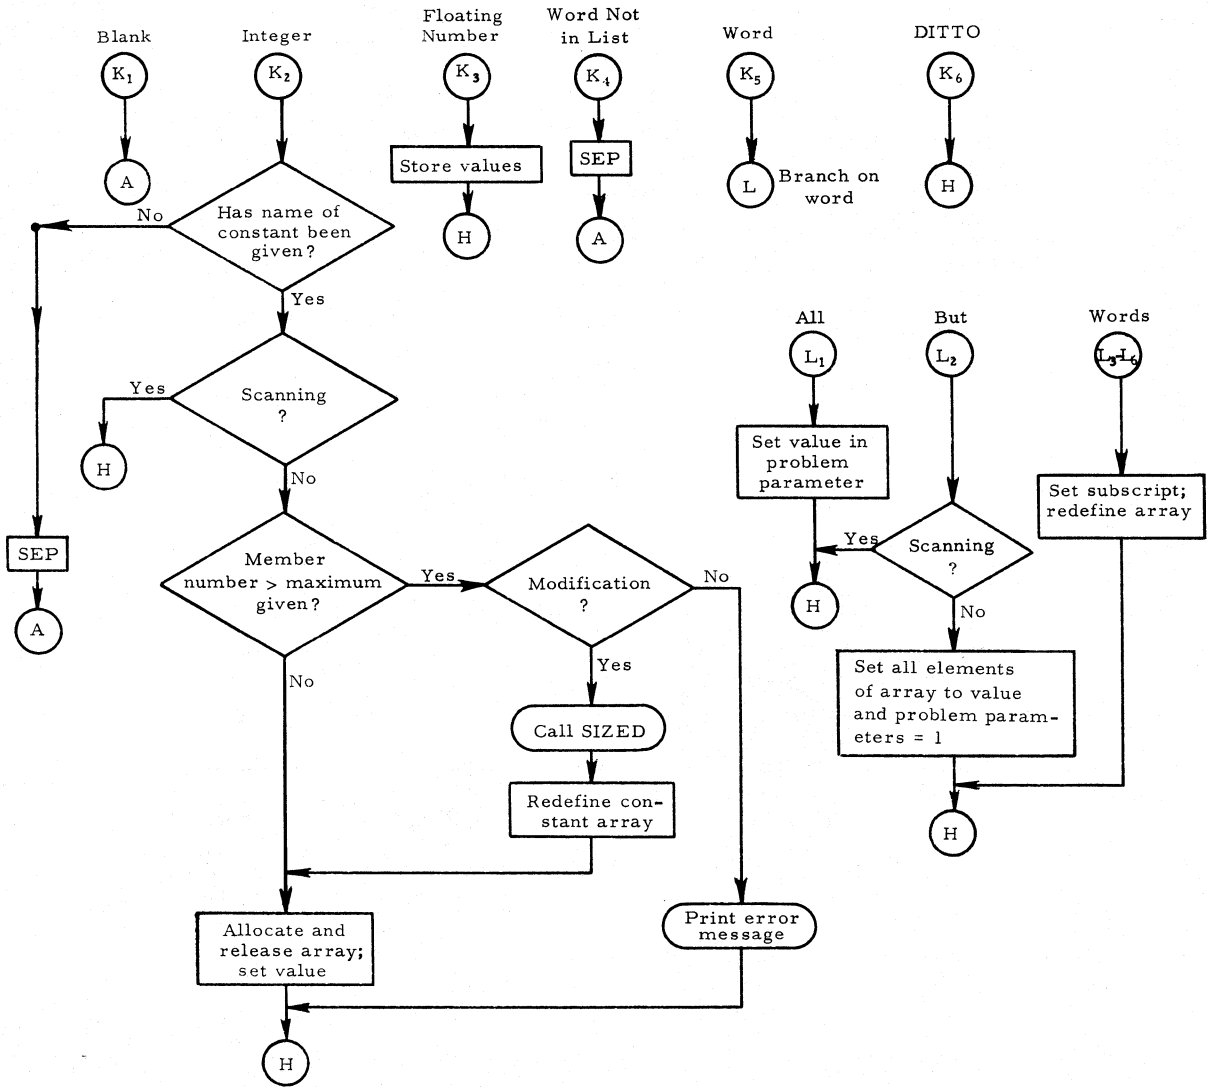 Blank
K1
A
Integer
K2
Has name of
constant been
given?
No
SEP
A
Yes
Scanning
?
Yes
H
No
Member
number > maximum
given?
Yes
Modification
?
No
Yes
Call SIZED
Redefine con-
stant array
No
Print error
message
Allocate and
release array;
set value
H
Floating
Number
K3
Store values
H
Word Not
in List
K4
SEP
A
Word
K5
L
Branch on
word
DITTO
K6
H
All
L1
Set value in
problem
parameter
H
But
L2
Scanning
?
Yes
No
Set all elements
of array to value
and problem param-
eters = 1
H
Words
L3-L6
Set subscript;
redefine array